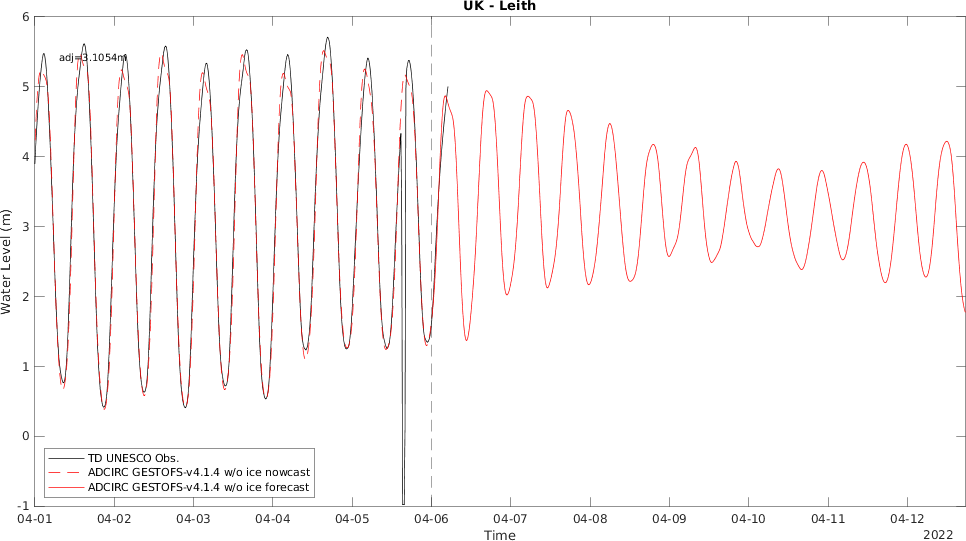 UK - Leith
6
adj=3.1054m
5
4
3
2
1
0
-1
Water Level (m)
TD UNESCO Obs.
ADCIRC GESTOFS-v4.1.4 w/o ice nowcast
ADCIRC GESTOFS-v4.1.4 w/o ice forecast
04-01 04-02 04-03 04-04 04-05 04-06 04-07 04-08 04-09 04-10 04-11 04-12
Time
2022